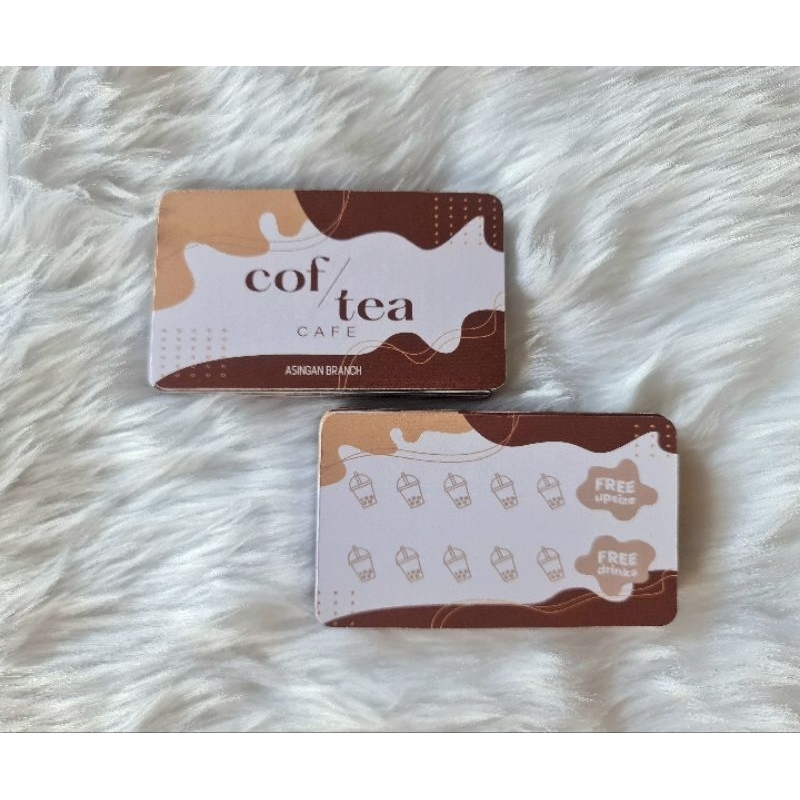 cof/
tea
CAFE
ASINGAN BRANCH
FREE
upsize
FREE
drinks